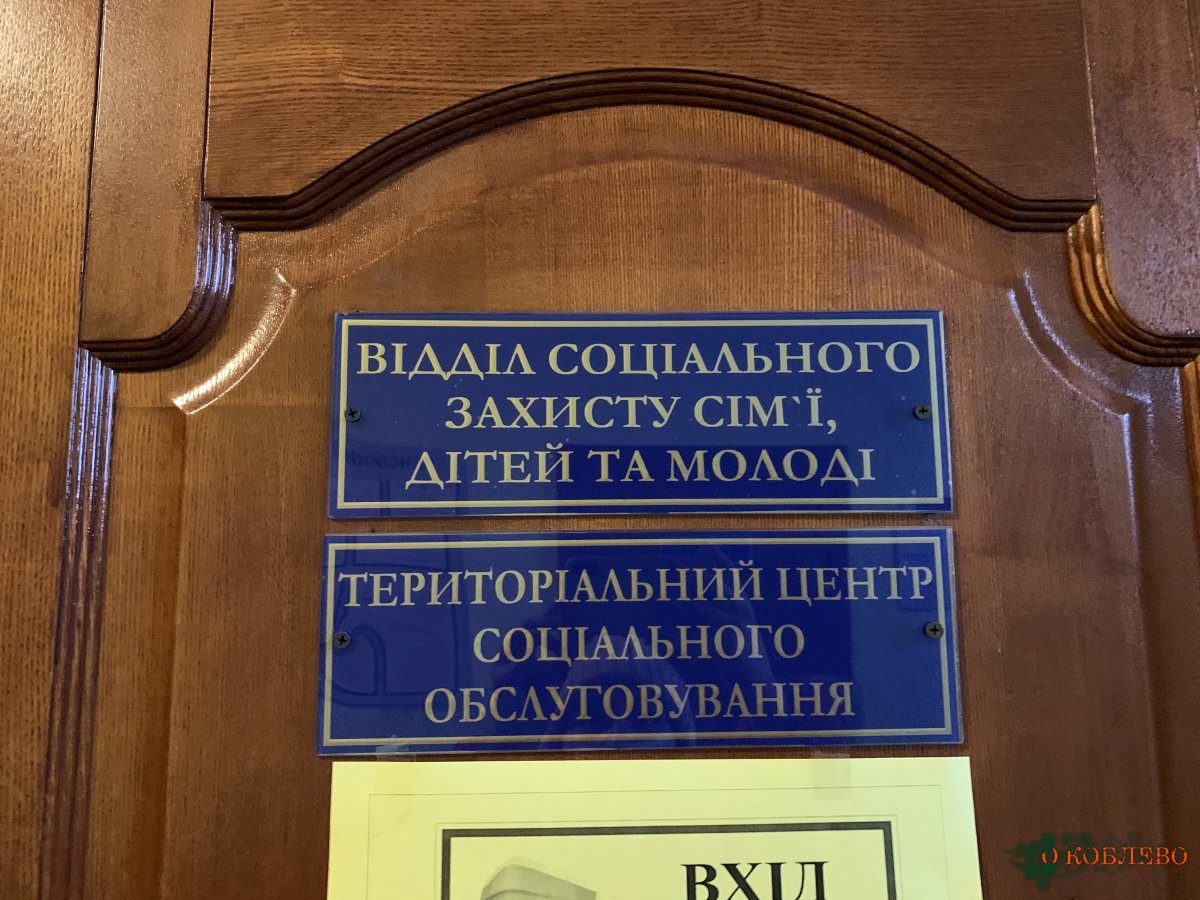 ВІДДІЛ СОЦІАЛЬНОГО
ЗАХИСТУ СІМ`Ї,
ДІТЕЙ ТА МОЛОДІ
ТЕРИТОРІАЛЬНИЙ ЦЕНТР
СОЦІАЛЬНОГО
ОБСЛУГОВУВАННЯ
ВХІД
О КОБЛЕВО